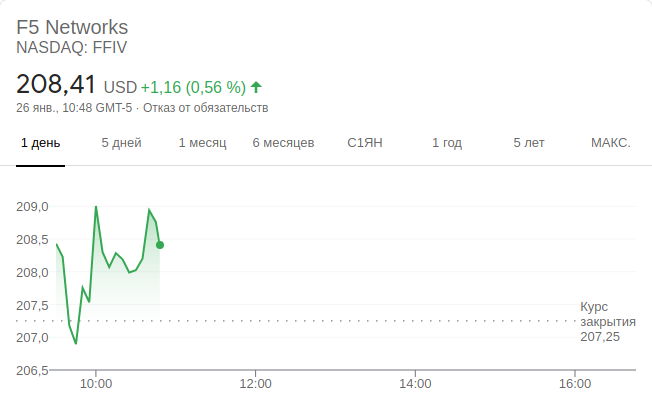 F5 Networks
NASDAQ: FFIV
208,41 USD +1,16 (0,56 %)
26 янв., 10:48 GMT-5 · Отказ от обязательств
1 день 5 дней 1 месяц 6 месяцев С1ЯН 1 год 5 лет МАКС.
209,0
208,5
208,0
207,5
207,0
206,5
Курс
закрытия
207,25
10:00 12:00 14:00 16:00